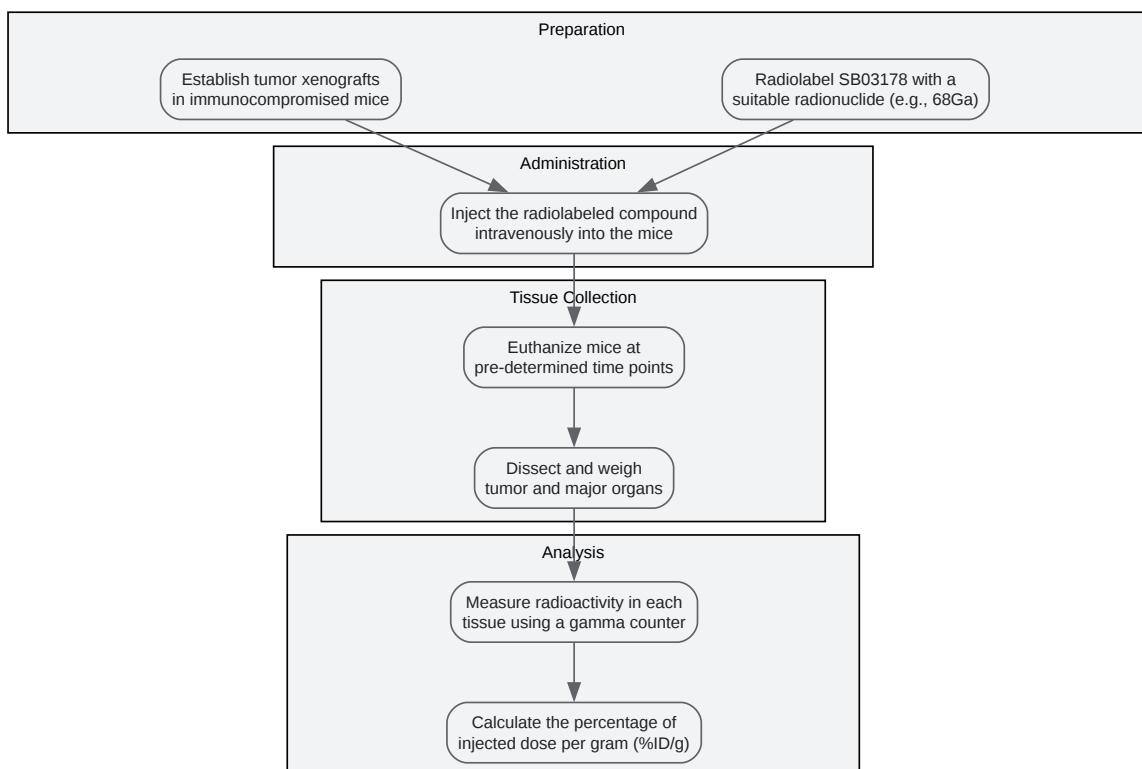 Preparation
Establish tumor xenografts
in immunocompromised mice
Radiolabel SB03178 with a
suitable radionuclide (e.g., 68Ga)
Administration
Inject the radiolabeled compound
intravenously into the mice
Tissue Collection
Euthanize mice at
pre-determined time points
Dissect and weigh
tumor and major organs
Analysis
Measure radioactivity in each
tissue using a gamma counter
Calculate the percentage of
injected dose per gram (%ID/g)